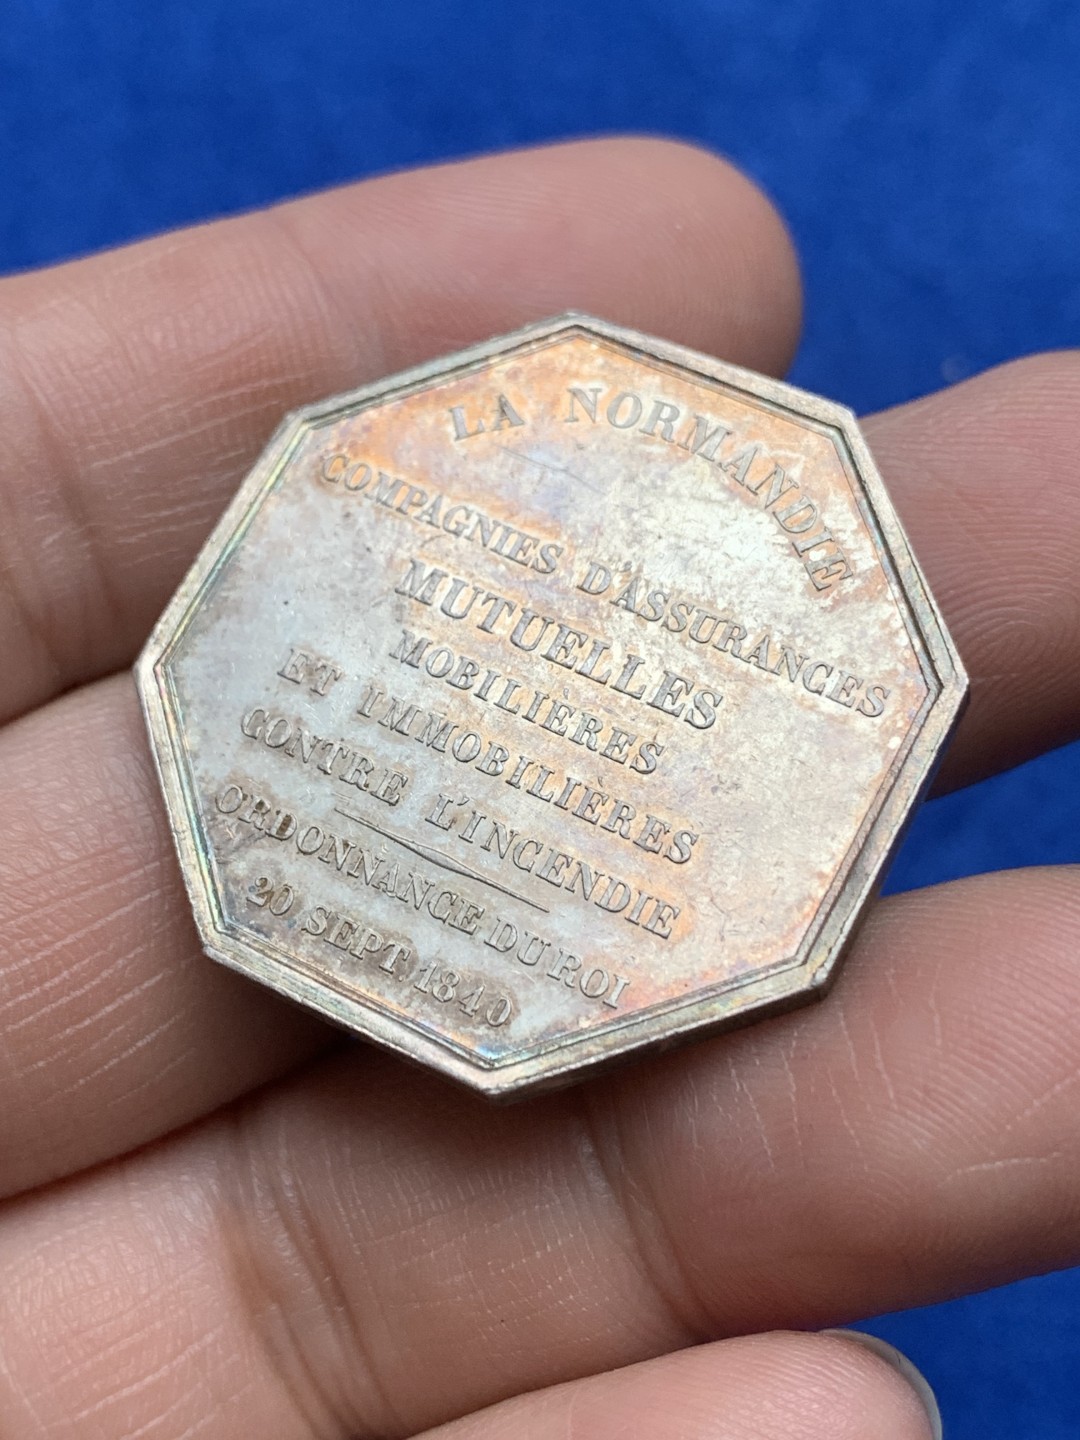 LA NORMANDIE
COMPAGNIES D'ASSURANCES
MUTUELLES
MOBILIÈRES
ET IMMOBILIÈRES
CONTRE L'INCENDIE
ORDONNANCE DU ROI
20 SEPT 1840